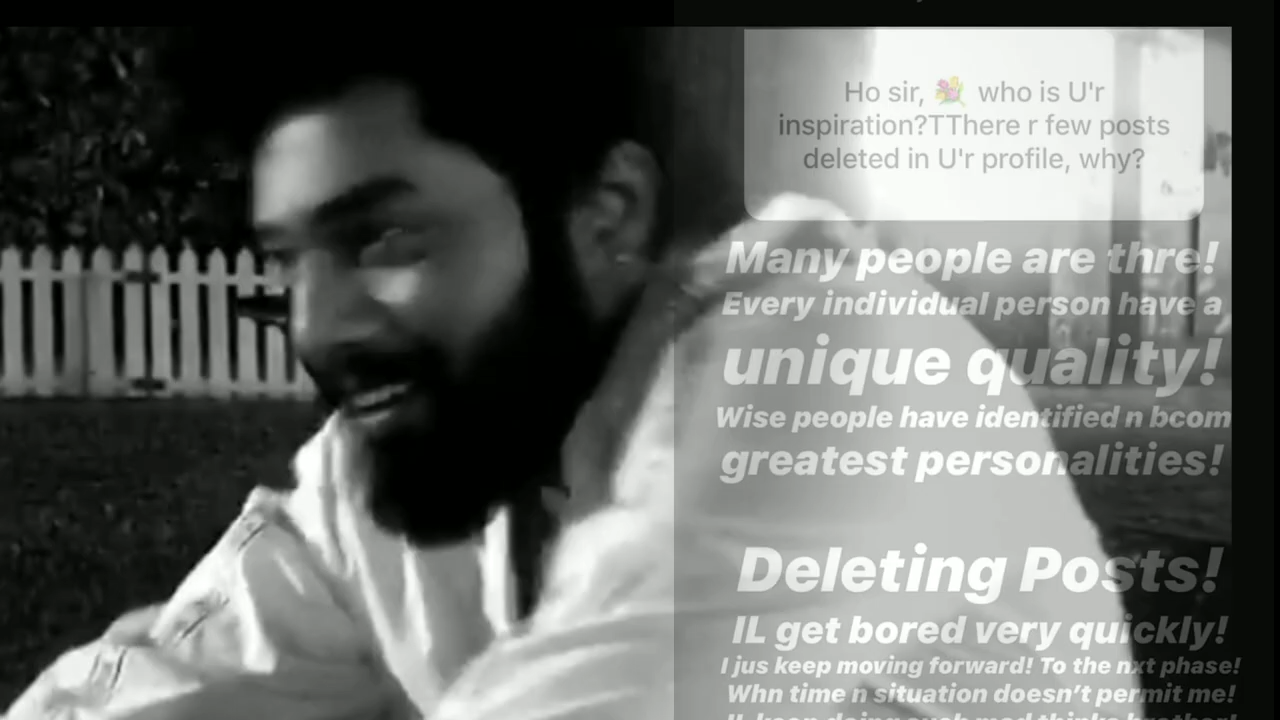 Ho sir, 💐 who is U'r
inspiration?TThere r few posts
deleted in U'r profile, why?
Many people are thre!
Every individual person have a
unique quality!
Wise people have identified n bcom
greatest personalities!
Deleting Posts!
IL get bored very quickly!
I jus keep moving forward! To the nxt phase!
Whn time n situation doesn't permit me!